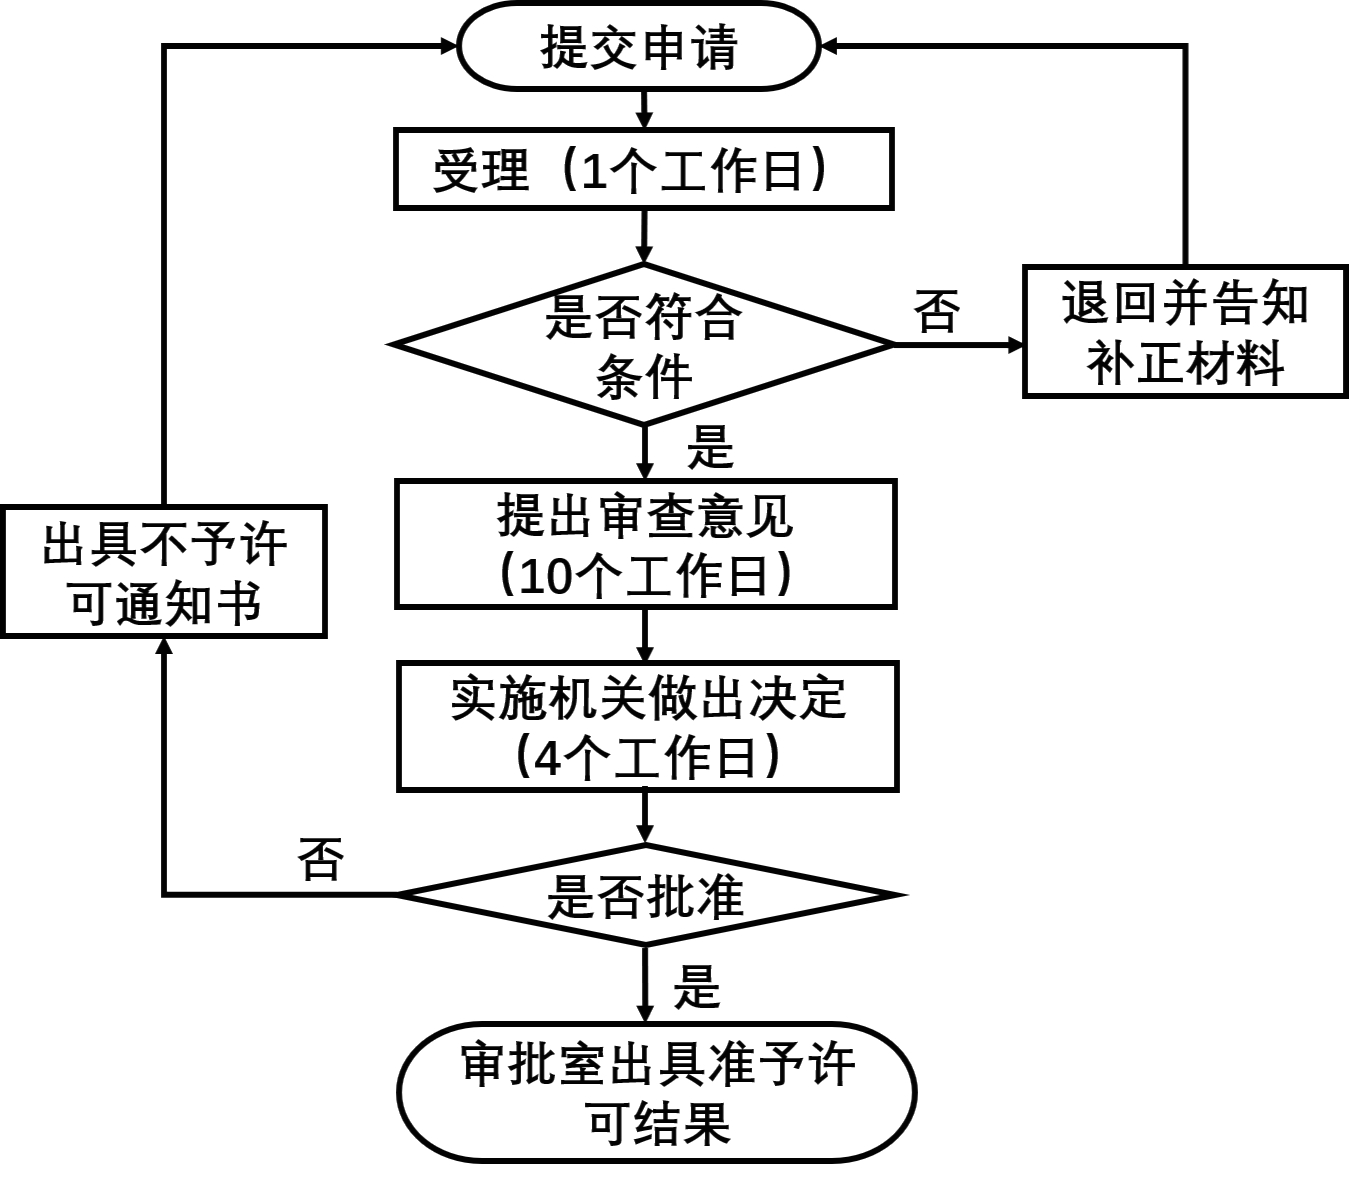 提交申请
受理（1个工作日）
是否符合
条件
否
退回并告知
补正材料
是
提出审查意见
(10个工作日)
出具不予许
可通知书
实施机关做出决定
(4个工作日)
否
是否批准
是
审批室出具准予许
可结果